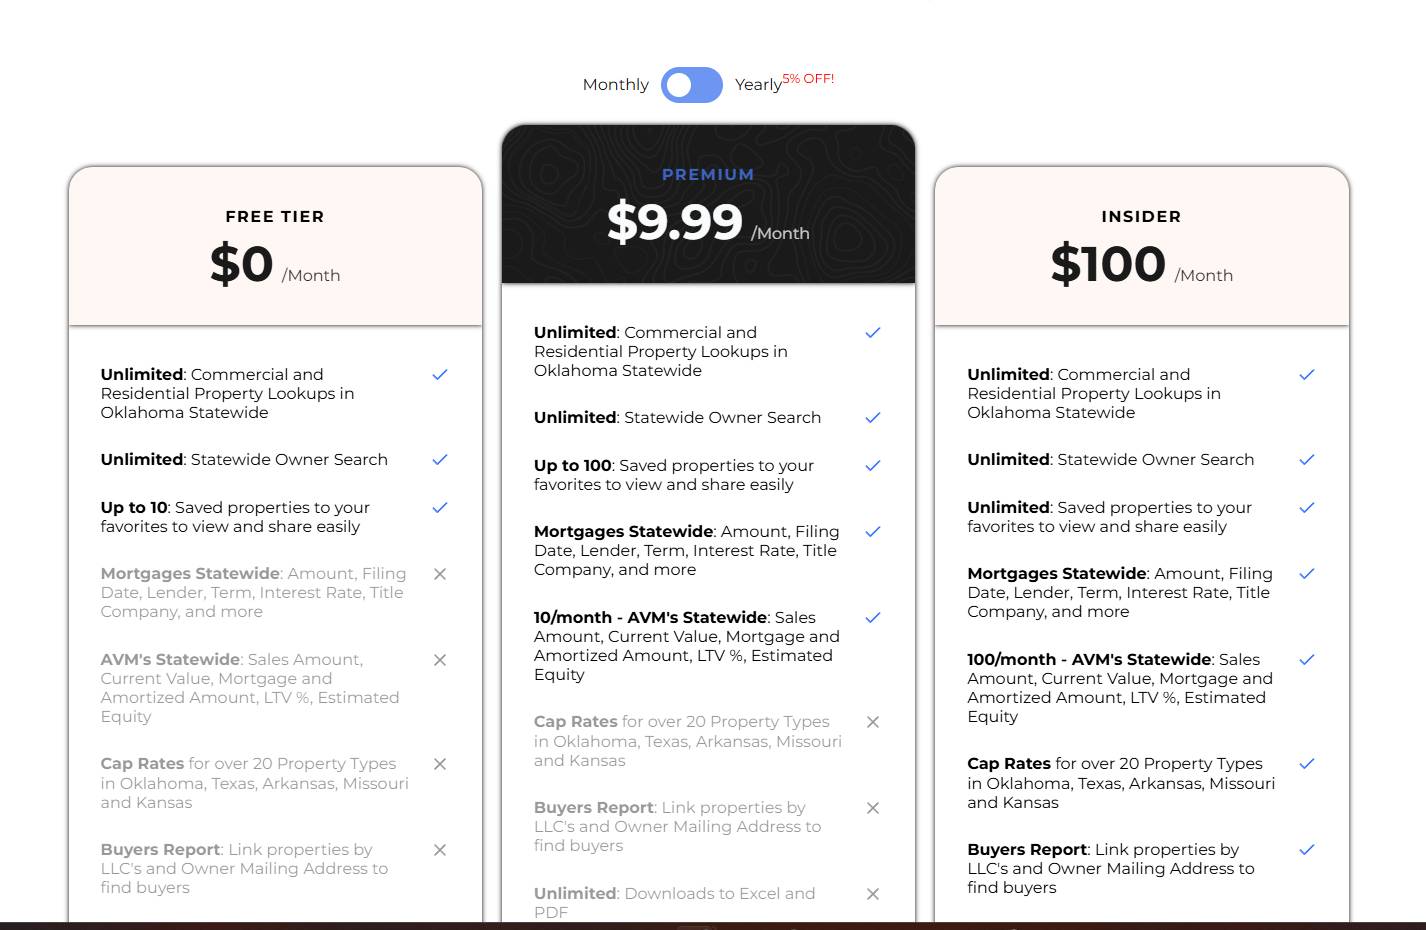 Monthly Yearly 5% OFF!
FREE TIER
$0 /Month
Unlimited: Commercial and
Residential Property Lookups in
Oklahoma Statewide
Unlimited: Statewide Owner Search
Up to 10: Saved properties to your
favorites to view and share easily
Mortgages Statewide: Amount, Filing
Date, Lender, Term, Interest Rate, Title
Company, and more
AVM's Statewide: Sales Amount,
Current Value, Mortgage and
Amortized Amount, LTV %, Estimated
Equity
Cap Rates for over 20 Property Types
in Oklahoma, Texas, Arkansas, Missouri
and Kansas
Buyers Report: Link properties by
LLC's and Owner Mailing Address to
find buyers
PREMIUM
$9.99 /Month
Unlimited: Commercial and
Residential Property Lookups in
Oklahoma Statewide
Unlimited: Statewide Owner Search
Up to 100: Saved properties to your
favorites to view and share easily
Mortgages Statewide: Amount, Filing
Date, Lender, Term, Interest Rate, Title
Company, and more
10/month - AVM's Statewide: Sales
Amount, Current Value, Mortgage and
Amortized Amount, LTV %, Estimated
Equity
Cap Rates for over 20 Property Types
in Oklahoma, Texas, Arkansas, Missouri
and Kansas
Buyers Report: Link properties by
LLC's and Owner Mailing Address to
find buyers
Unlimited: Downloads to Excel and
PDF
INSIDER
$100 /Month
Unlimited: Commercial and
Residential Property Lookups in
Oklahoma Statewide
Unlimited: Statewide Owner Search
Unlimited: Saved properties to your
favorites to view and share easily
Mortgages Statewide: Amount, Filing
Date, Lender, Term, Interest Rate, Title
Company, and more
100/month - AVM's Statewide: Sales
Amount, Current Value, Mortgage and
Amortized Amount, LTV %, Estimated
Equity
Cap Rates for over 20 Property Types
in Oklahoma, Texas, Arkansas, Missouri
and Kansas
Buyers Report: Link properties by
LLC's and Owner Mailing Address to
find buyers